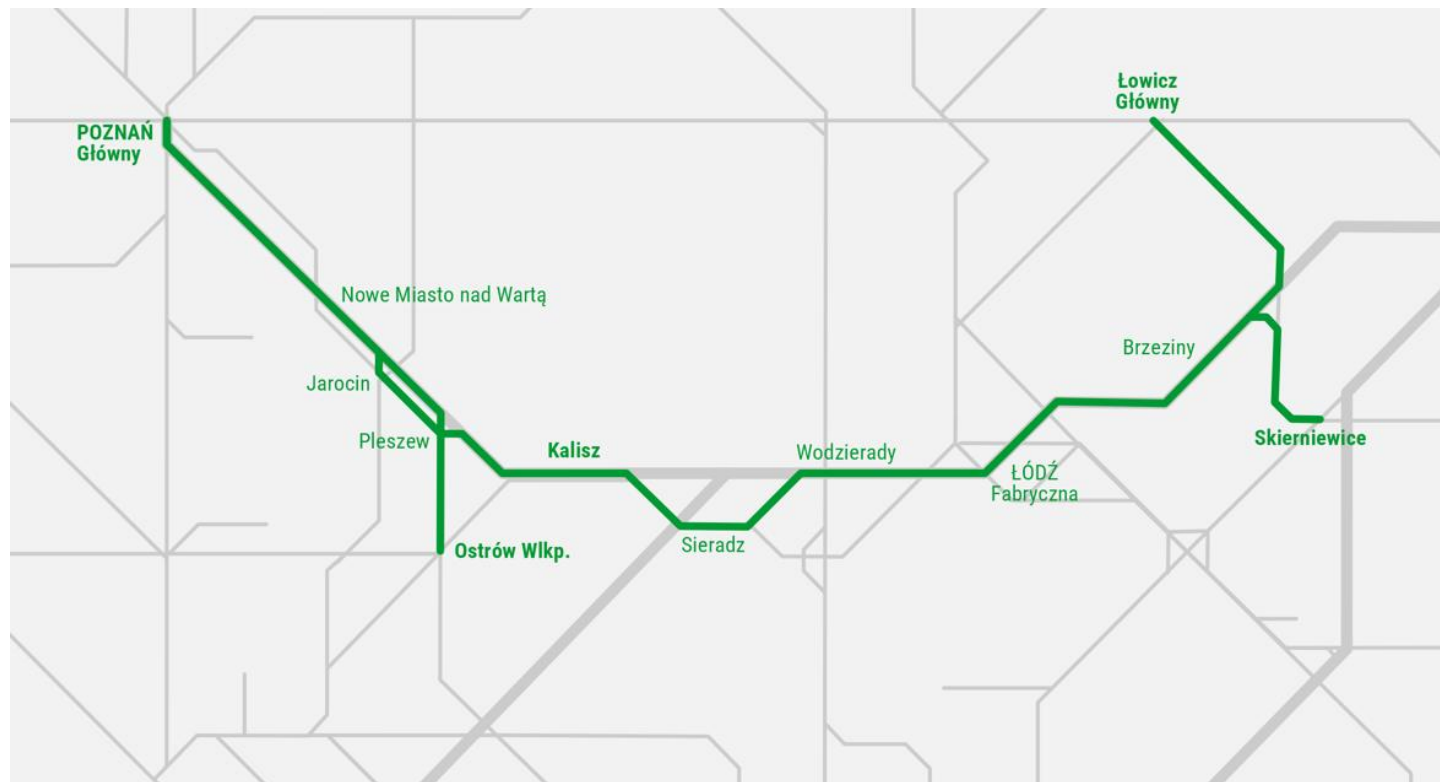 Łowicz
Główny
POZNAŃ
Główny
Nowe Miasto nad Wartą
Brzeziny
Jarocin
Pleszew
Kalisz
Wodzierady
Skierniewice
ŁÓDŹ
Fabryczna
Sieradz
Ostrów Wlkp.